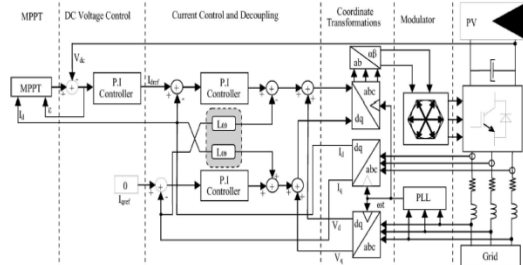 MPPT
DC Voltage Control
Current Control and Decoupling
Coordinate
Transformations
Modulator
PV
Vdc
αβ
ab
MPPT
P.I
Controller
Idref
P.I
Controller
abc
dq
Id
ε
Lω
Lω
0
Iqref
P.I
Controller
dq
abc
Id
Iq
ωt
PLL
dq
abc
Vd
Vq
Grid